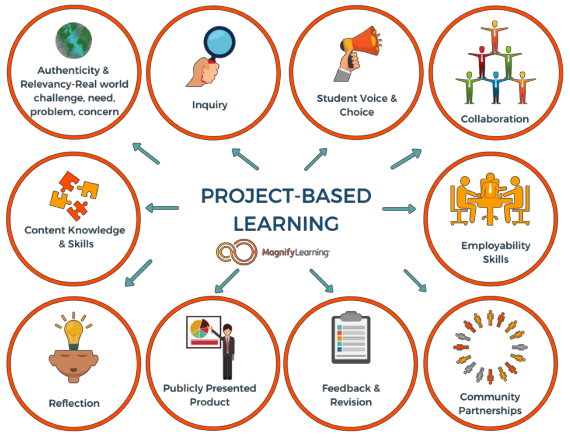 Authenticity &
Relevancy-Real world
challenge, need,
problem, concern
Inquiry
Student Voice &
Choice
Collaboration
PROJECT-BASED
LEARNING
MagnifyLearning
Content Knowledge
& Skills
Employability
Skills
Reflection
Publicly Presented
Product
Feedback &
Revision
Community
Partnerships